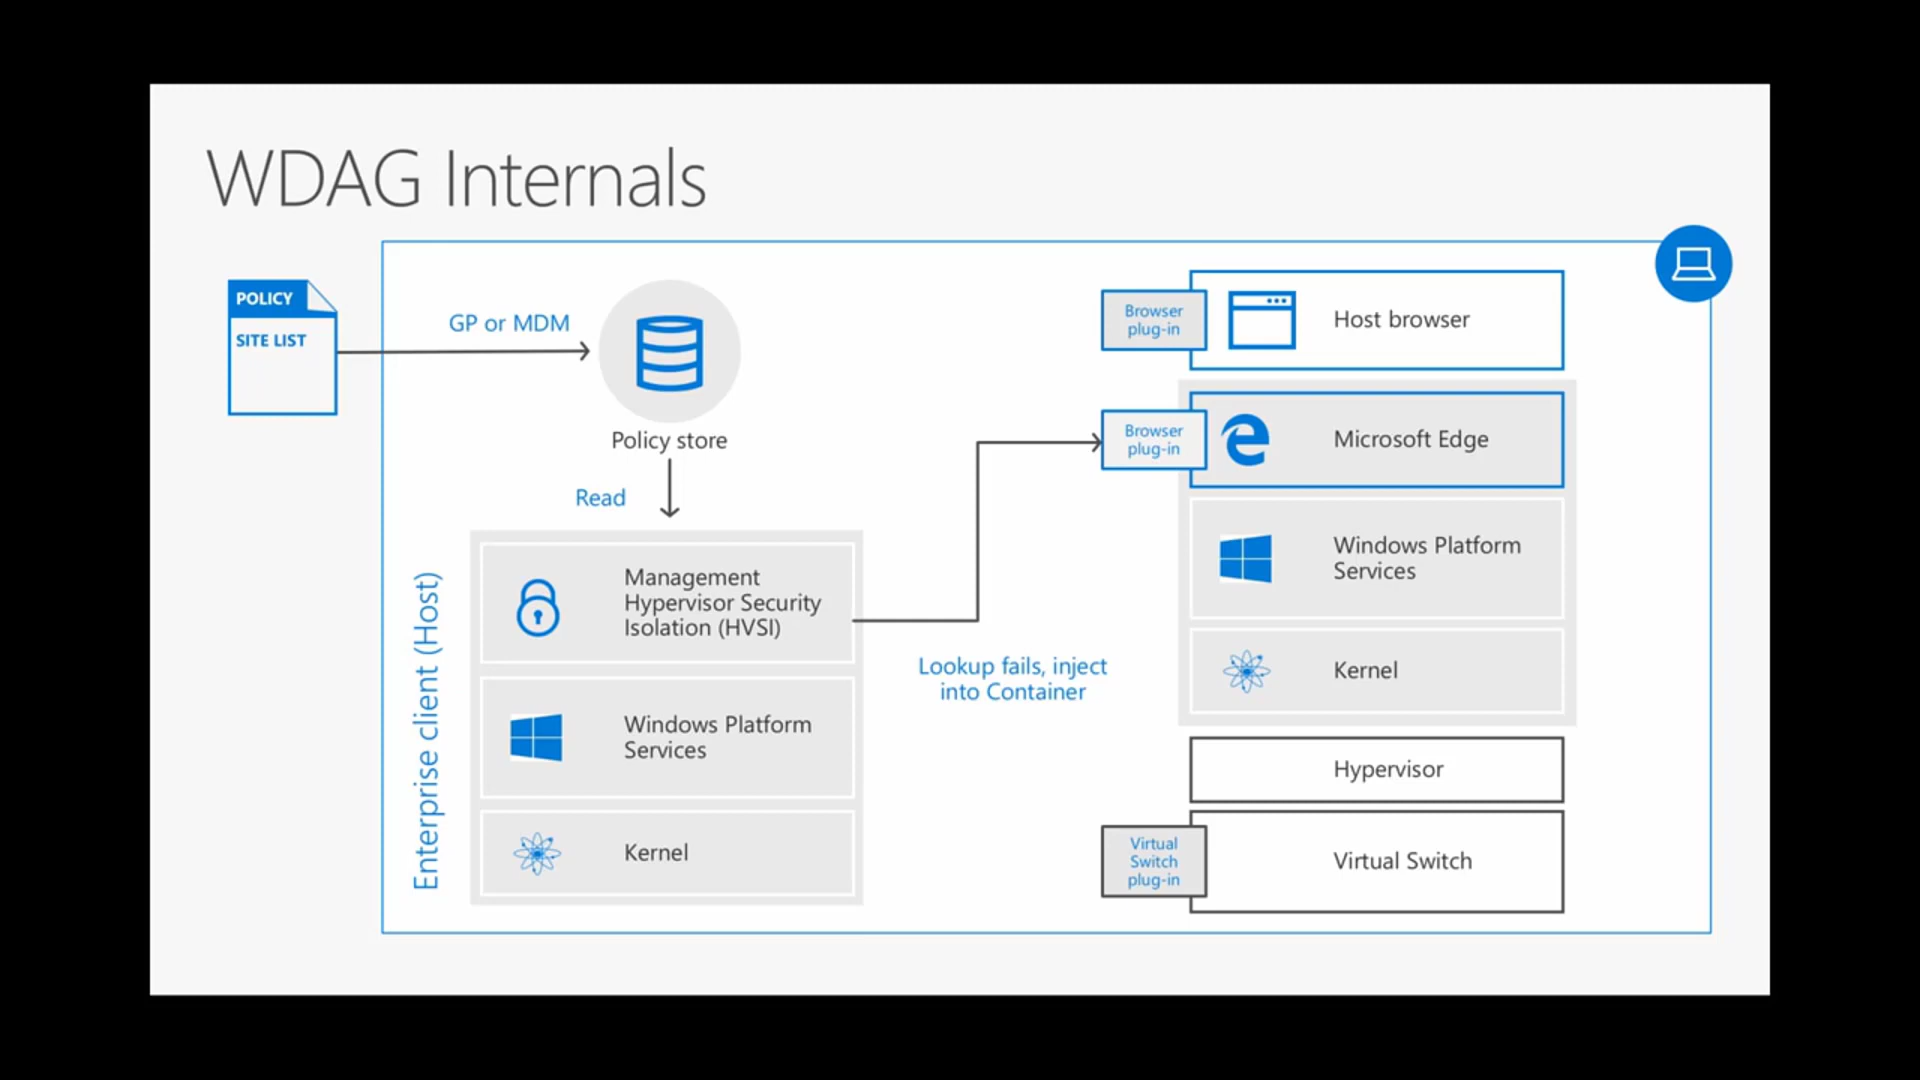 WDAG Internals
POLICY
SITE LIST
GP or MDM
Policy store
Read
Enterprise client (Host)
Management
Hypervisor Security
Isolation (HVSI)
Windows Platform
Services
Kernel
Lookup fails, inject
into Container
Browser
plug-in
Host browser
Browser
plug-in
Microsoft Edge
Windows Platform
Services
Kernel
Hypervisor
Virtual
Switch
plug-in
Virtual Switch